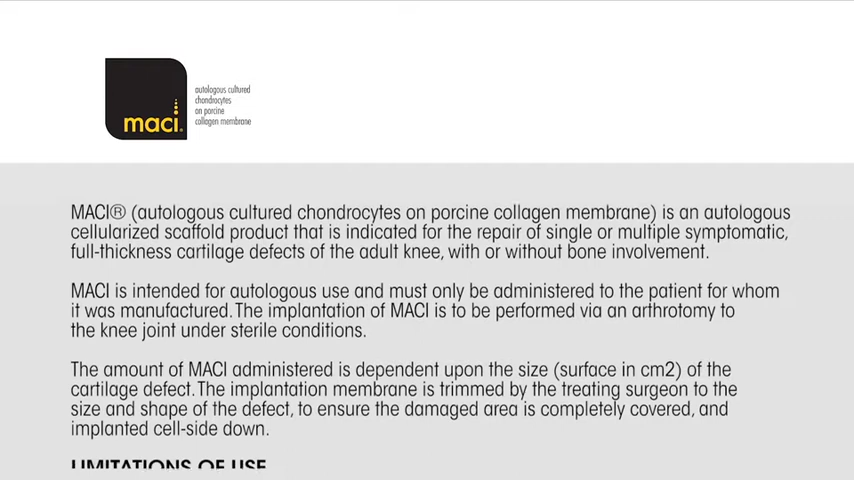 maci®
autologous cultured
chondrocytes
on porcine
collagen membrane
MACI® (autologous cultured chondrocytes on porcine collagen membrane) is an autologous
cellularized scaffold product that is indicated for the repair of single or multiple symptomatic,
full-thickness cartilage defects of the adult knee, with or without bone involvement.
MACI is intended for autologous use and must only be administered to the patient for whom
it was manufactured. The implantation of MACI is to be performed via an arthrotomy to
the knee joint under sterile conditions.
The amount of MACI administered is dependent upon the size (surface in cm2) of the
cartilage defect. The implantation membrane is trimmed by the treating surgeon to the
size and shape of the defect, to ensure the damaged area is completely covered, and
implanted cell-side down.
LIMITATIONS OF USE